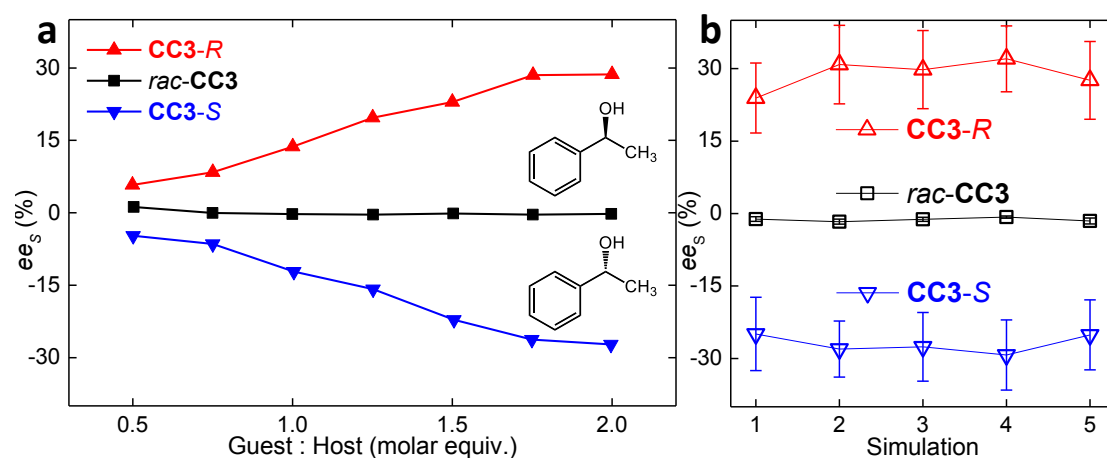 a
CC3-R
rac-CC3
CC3-S
30
15
0
-15
-30
ee_S (%)
OH
CH3
OH
CH3
0.5 1.0 1.5 2.0
Guest : Host (molar equiv.)
b
30
15
0
-15
-30
ee_S (%)
CC3-R
rac-CC3
CC3-S
1 2 3 4 5
Simulation